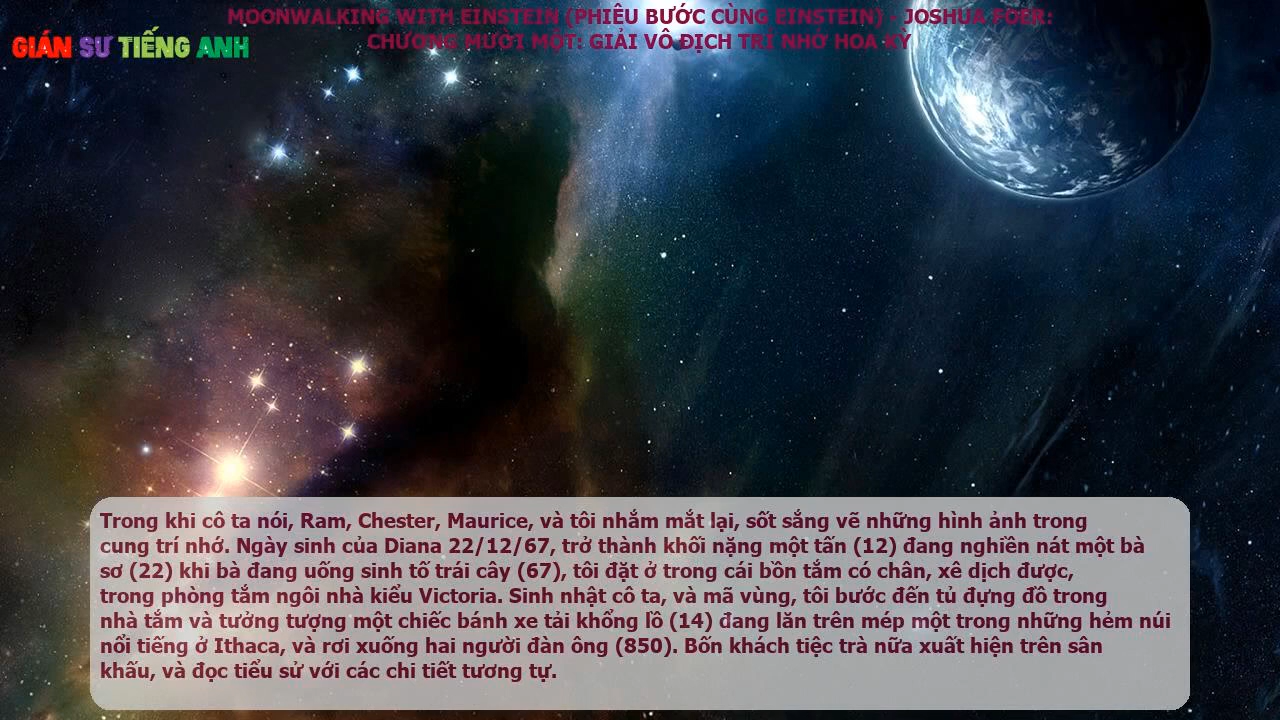 MOONWALKING WITH EINSTEIN (PHIÊU BƯỚC CÙNG EINSTEIN) - JOSHUA FOER:
CHƯƠNG MƯỜI MỘT: GIẢI VÔ ĐỊCH TRÍ NHỚ HOA KỲ
GIÁN SƯ TIẾNG ANH
Trong khi cô ta nói, Ram, Chester, Maurice, và tôi nhắm mắt lại, sốt sắng vẽ những hình ảnh trong
cung trí nhớ. Ngày sinh của Diana 22/12/67, trở thành khối nặng một tấn (12) đang nghiền nát một bà
sơ (22) khi bà đang uống sinh tố trái cây (67), tôi đặt ở trong cái bồn tắm có chân, xê dịch được,
trong phòng tắm ngôi nhà kiểu Victoria. Sinh nhật cô ta, và mã vùng, tôi bước đến tủ đựng đồ trong
nhà tắm và tưởng tượng một chiếc bánh xe tải khổng lồ (14) đang lăn trên mép một trong những hẻm núi
nổi tiếng ở Ithaca, và rơi xuống hai người đàn ông (850). Bốn khách tiệc trà nữa xuất hiện trên sân
khấu, và đọc tiểu sử với các chi tiết tương tự.